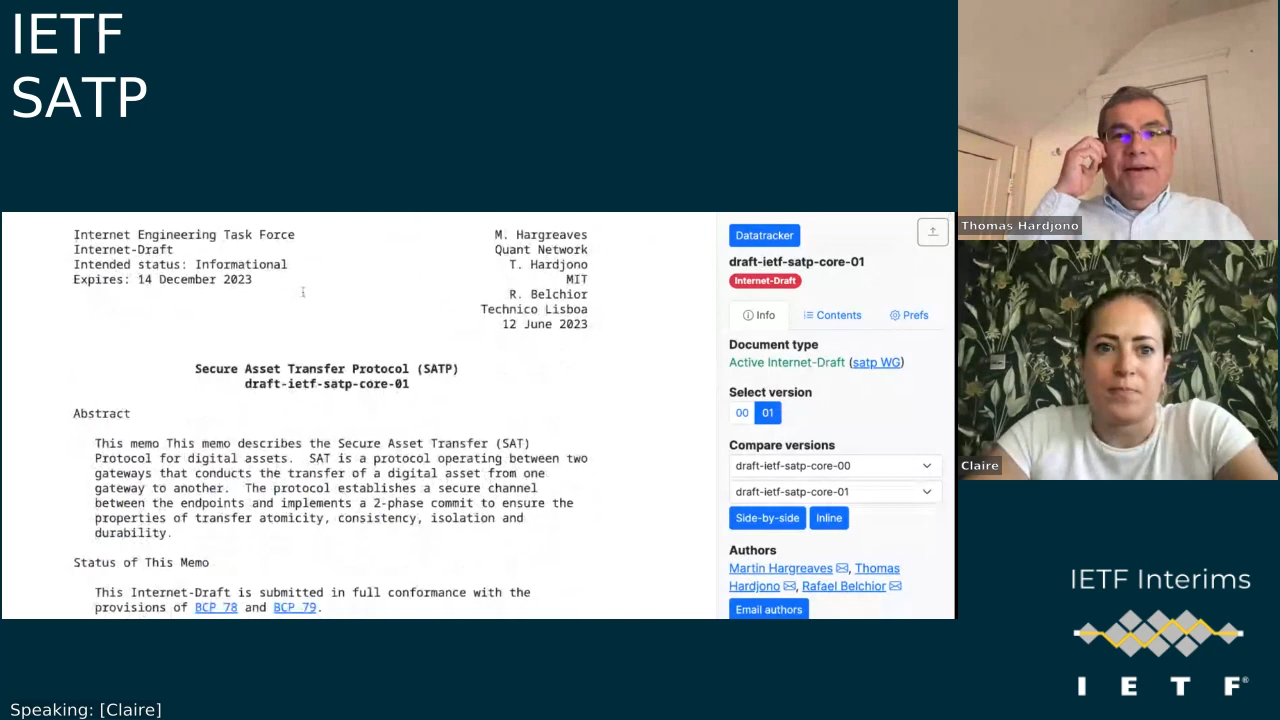 IETF
SATP
Internet Engineering Task Force
Internet-Draft
Intended status: Informational
Expires: 14 December 2023
M. Hargreaves
Quant Network
T. Hardjono
MIT
R. Belchior
Technico Lisboa
12 June 2023
Secure Asset Transfer Protocol (SATP)
draft-ietf-satp-core-01
Abstract
This memo This memo describes the Secure Asset Transfer (SAT)
Protocol for digital assets.  SAT is a protocol operating between two
gateways that conducts the transfer of a digital asset from one
gateway to another.  The protocol establishes a secure channel
between the endpoints and implements a 2-phase commit to ensure the
properties of transfer atomicity, consistency, isolation and
durability.
Status of This Memo
This Internet-Draft is submitted in full conformance with the
provisions of BCP 78 and BCP 79.
Datatracker
draft-ietf-satp-core-01
Internet-Draft
Info Contents Prefs
Document type
Active Internet-Draft (satp WG)
Select version
00 01
Compare versions
draft-ietf-satp-core-00
draft-ietf-satp-core-01
Side-by-side Inline
Authors
Martin Hargreaves, Thomas
Hardjono, Rafael Belchior
Email authors
Thomas Hardjono
Claire
IETF Interims
I E T F®
Speaking: [Claire]